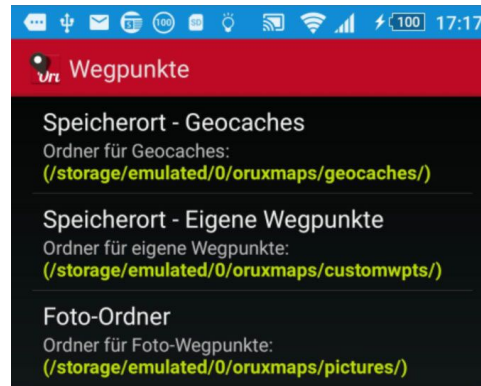 100 SD 100 17:17
Uri Wegpunkte
Speicherort - Geocaches
Ordner für Geocaches:
(/storage/emulated/0/oruxmaps/geocaches/)
Speicherort - Eigene Wegpunkte
Ordner für eigene Wegpunkte:
(/storage/emulated/0/oruxmaps/customwpts/)
Foto-Ordner
Ordner für Foto-Wegpunkte:
(/storage/emulated/0/oruxmaps/pictures/)